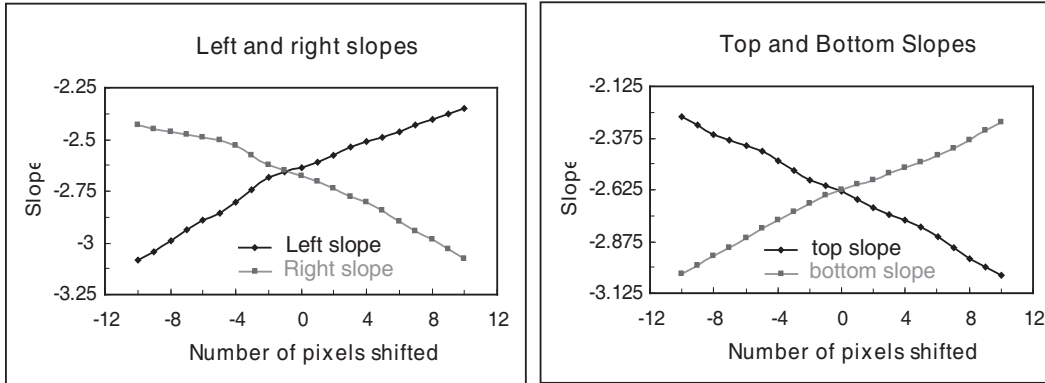 Left and right slopes
-2.25
-2.5
-2.75
-3
-3.25
Slope
Left slope
Right slope
-12 -8 -4 0 4 8 12
Number of pixels shifted
Top and Bottom Slopes
-2.125
-2.375
-2.625
-2.875
-3.125
Slope
top slope
bottom slope
-12 -8 -4 0 4 8 12
Number of pixels shifted